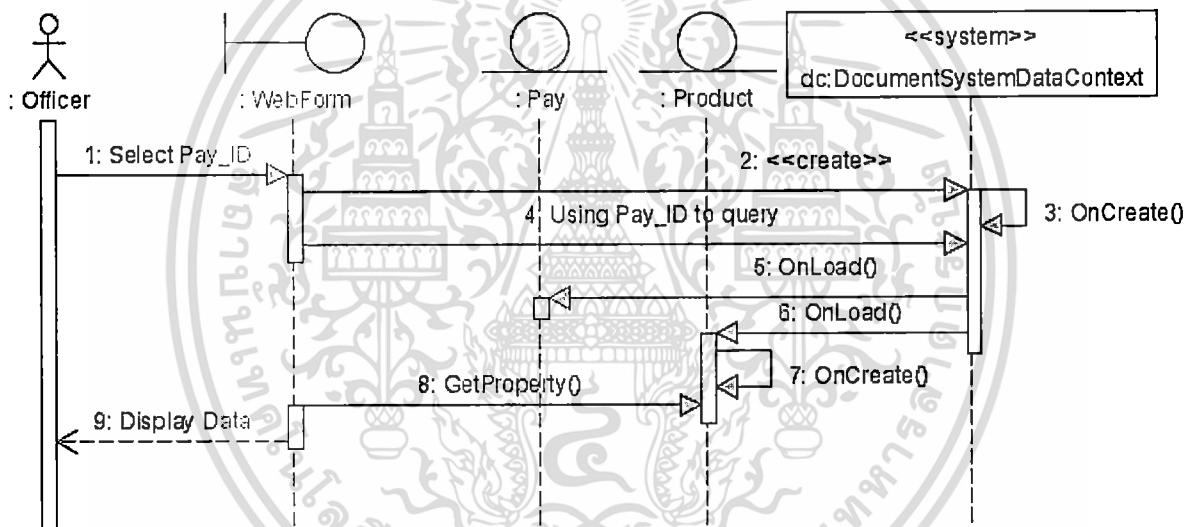 <<system>>
dc:DocumentSystemDataContext
: Officer
: WebForm
: Pay
: Product
1: Select Pay_ID
2: <<create>>
3: OnCreate()
4: Using Pay_ID to query
5: OnLoad()
6: OnLoad()
7: OnCreate()
8: GetProperty()
9: Display Data